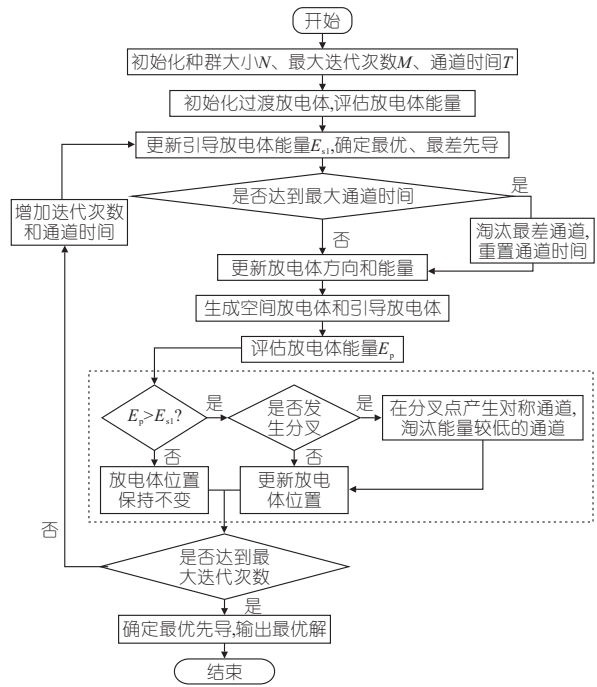 开始
初始化种群大小N、最大迭代次数M、通道时间T
初始化过渡放电体,评估放电体能量
更新引导放电体能量Es1,确定最优、最差先导
是否达到最大通道时间
是
增加迭代次数
和通道时间
淘汰最差通道,
重置通道时间
否
更新放电体方向和能量
生成空间放电体和引导放电体
评估放电体能量Ep
Ep>Es1?
是
是否发
生分叉
是
在分叉点产生对称通道,
淘汰能量较低的通道
否
否
放电体位置
保持不变
更新放电
体位置
否
是否达到最
大迭代次数
是
确定最优先导,输出最优解
结束